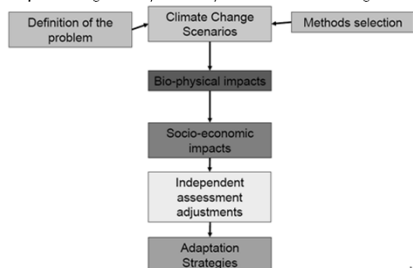 Definition of the
problem
Climate Change
Scenarios
Methods selection
Bio-physical impacts
Socio-economic
impacts
Independent
assessment
adjustments
Adaptation
Strategies